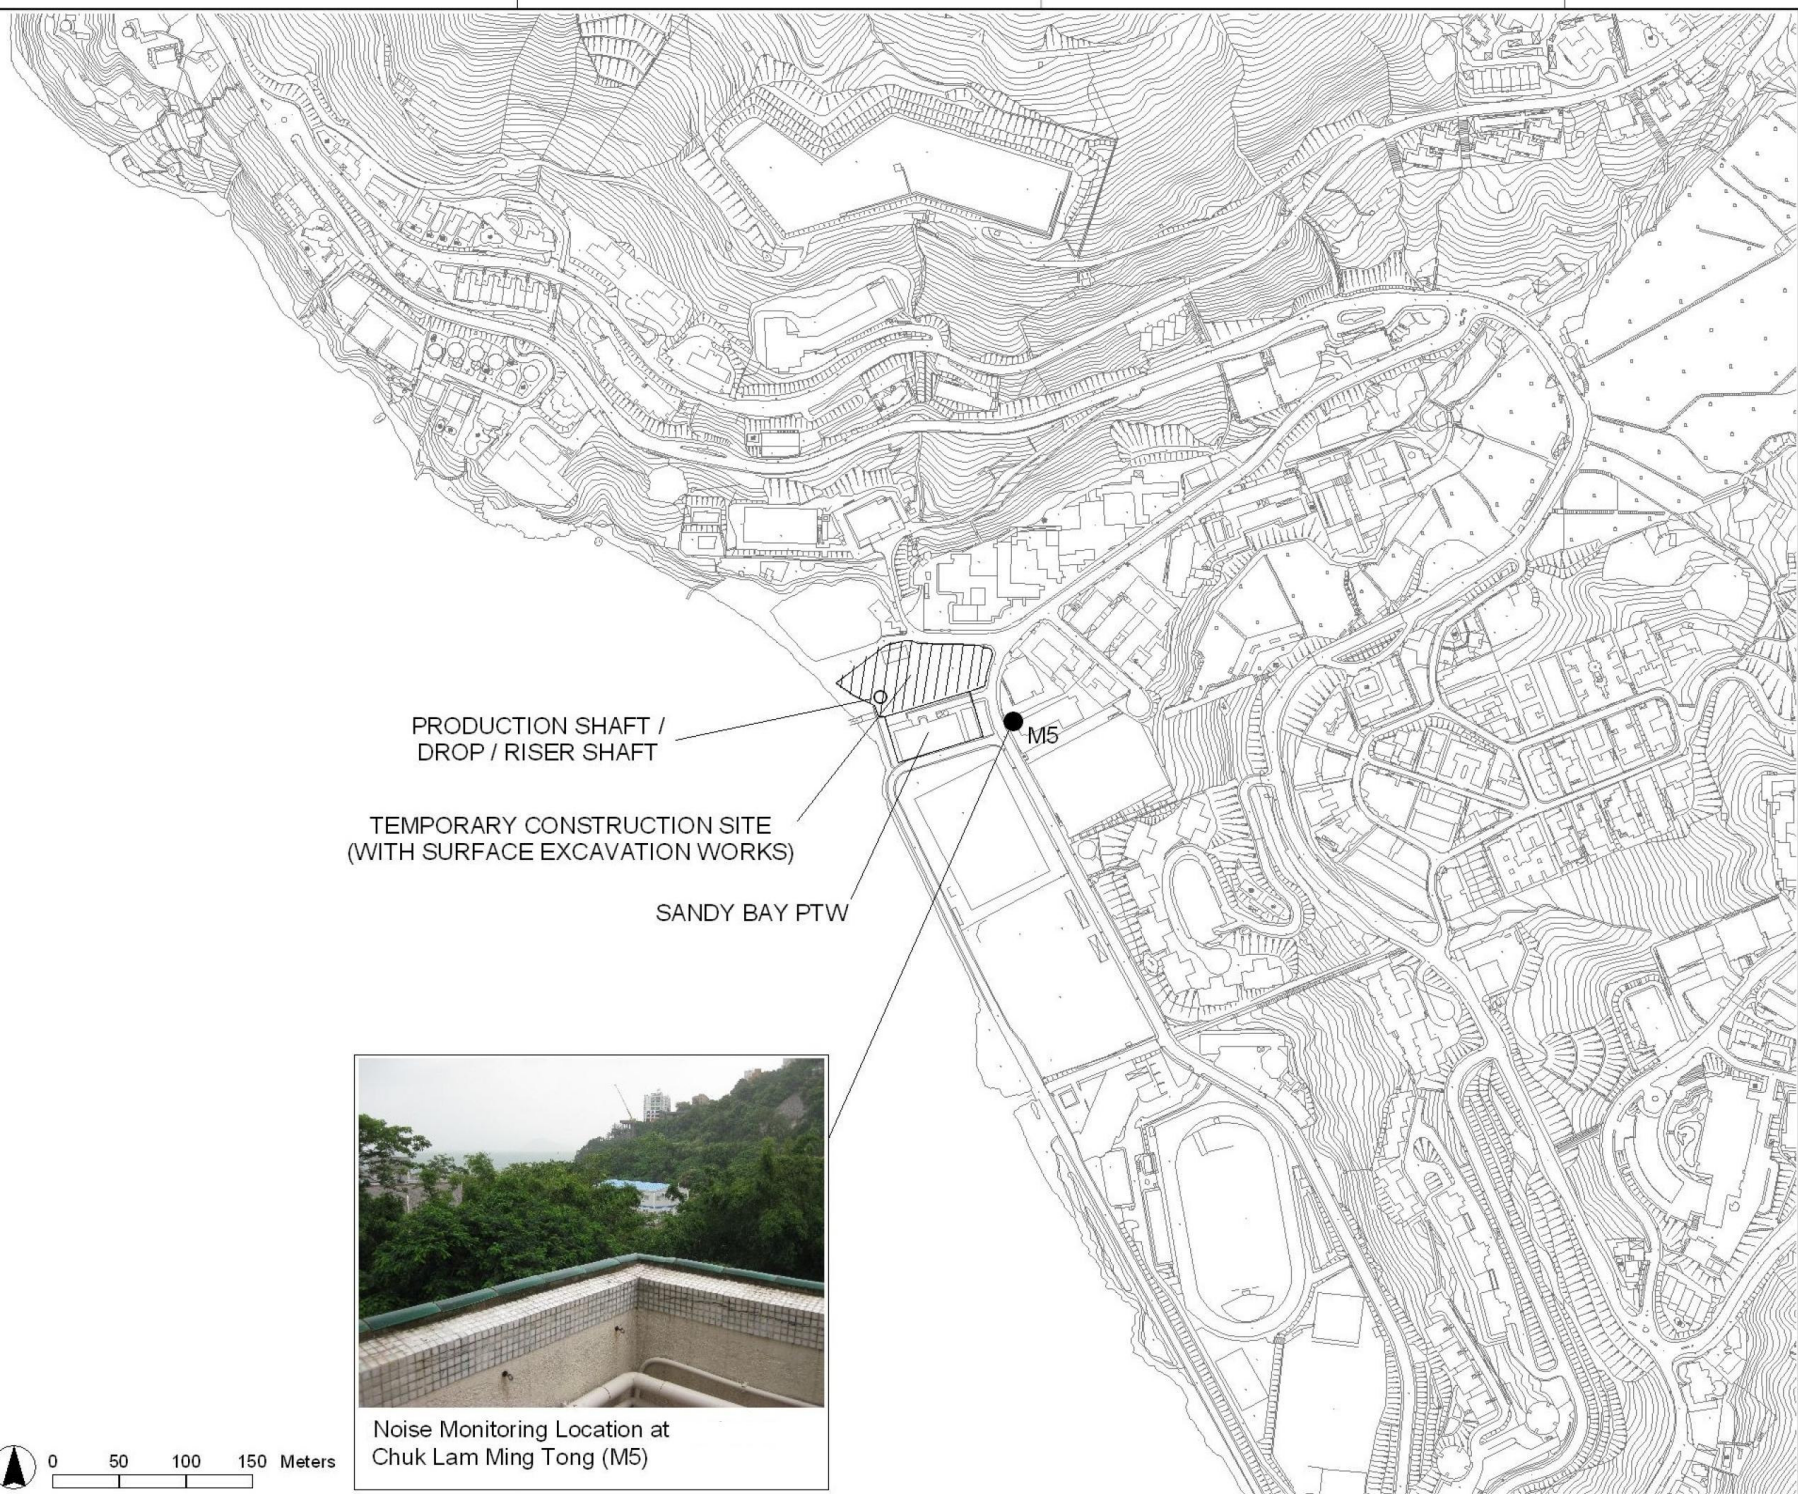 PRODUCTION SHAFT /
DROP / RISER SHAFT
M5
TEMPORARY CONSTRUCTION SITE
(WITH SURFACE EXCAVATION WORKS)
SANDY BAY PTW
Noise Monitoring Location at
Chuk Lam Ming Tong (M5)
0 50 100 150 Meters